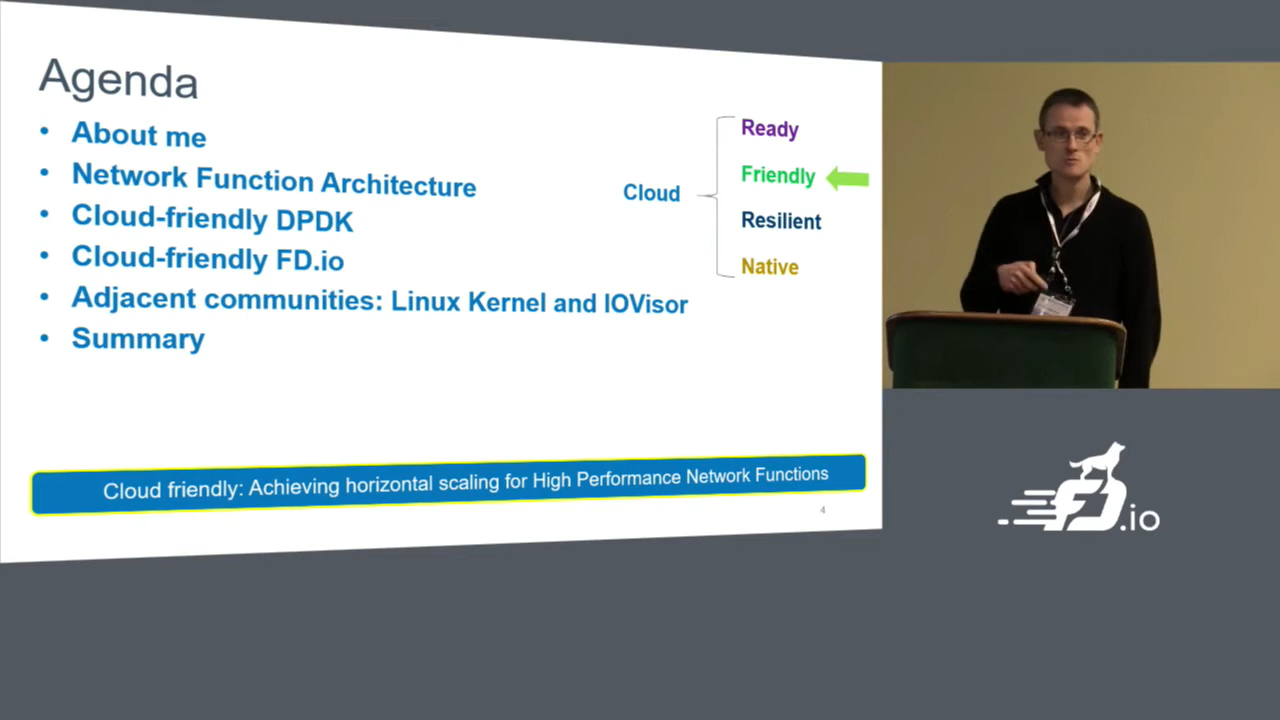 Agenda
• About me
• Network Function Architecture
• Cloud-friendly DPDK
• Cloud-friendly FD.io
• Adjacent communities: Linux Kernel and IOVisor
• Summary
Cloud
Ready
Friendly
Resilient
Native
Cloud friendly: Achieving horizontal scaling for High Performance Network Functions
4
FD.io